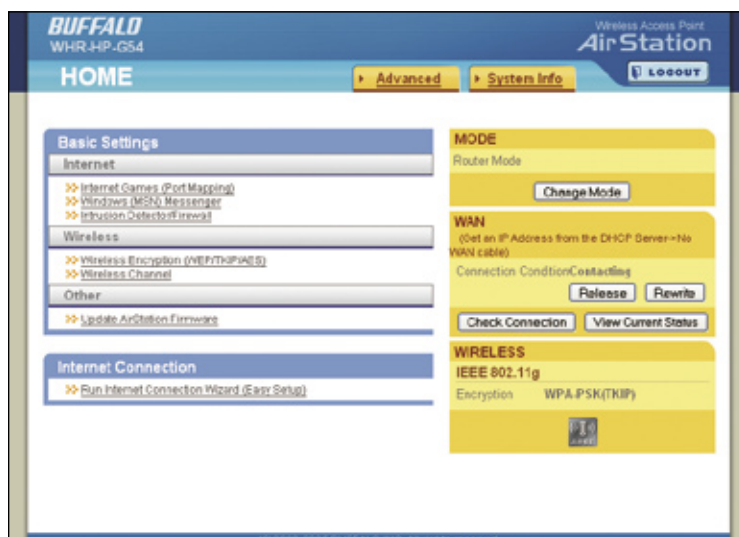 BUFFALO
WHR-HP-G54
Wireless Access Point
AirStation
HOME
Advanced
System Info
LOGOUT
Basic Settings
Internet
Internet Games (Port Mapping)
Windows (MSN) Messenger
Intrusion Detector/Firewall
Wireless
Wireless Encryption (WEP/TKIP/AES)
Wireless Channel
Other
Update AirStation Firmware
Internet Connection
Run Internet Connection Wizard (Easy Setup)
MODE
Router Mode
Change Mode
WAN
(Get an IP Address from the DHCP Server->No
WAN cable)
Connection ConditionContacting
Release
Rewrite
Check Connection
View Current Status
WIRELESS
IEEE 802.11g
Encryption WPA-PSK(TKIP)